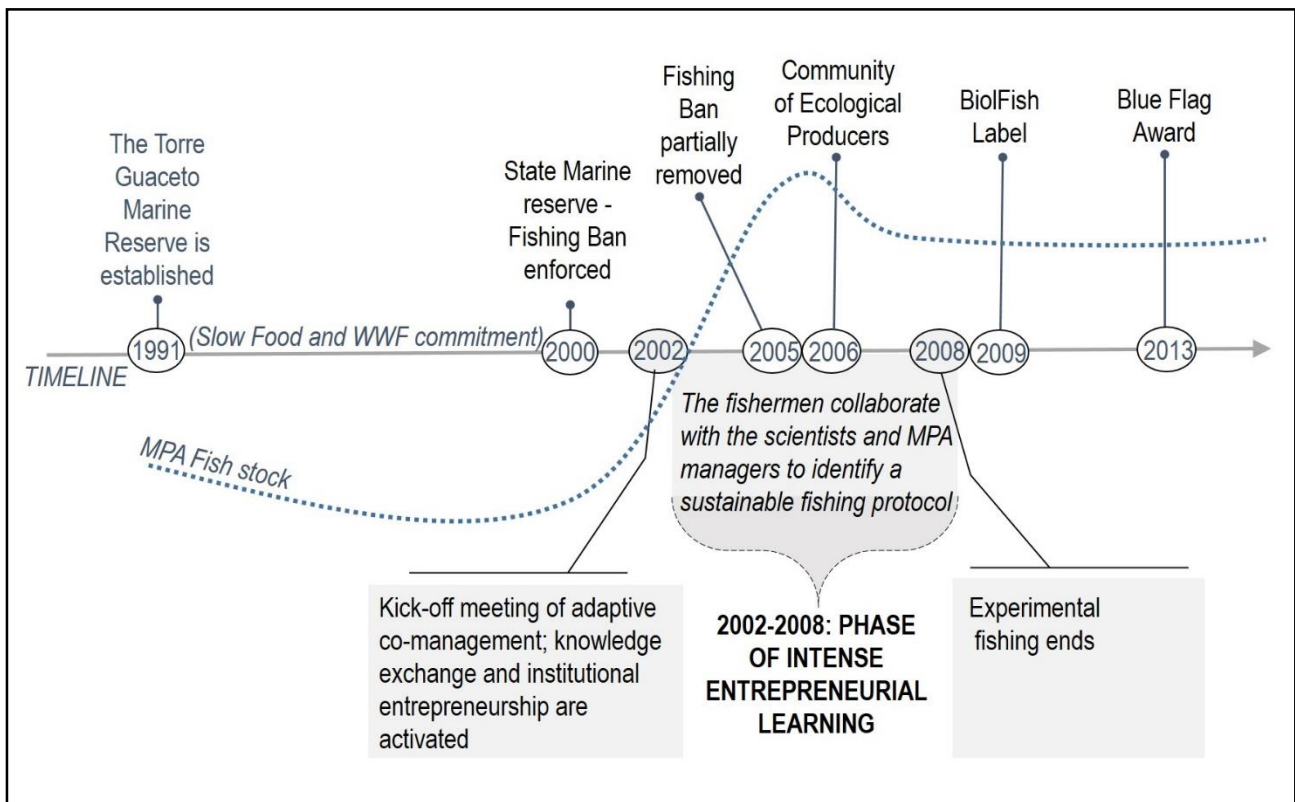 The Torre
Guaceto
Marine
Reserve is
established
State Marine
reserve -
Fishing Ban
enforced
Fishing
Ban
partially
removed
Community
of Ecological
Producers
BiolFish
Label
Blue Flag
Award
(Slow Food and WWF commitment)
1991
2000
2002
2005
2006
2008
2009
2013
TIMELINE
MPA Fish stock
The fishermen collaborate
with the scientists and MPA
managers to identify a
sustainable fishing protocol
Kick-off meeting of adaptive
co-management; knowledge
exchange and institutional
entrepreneurship are
activated
2002-2008: PHASE
OF INTENSE
ENTREPRENEURIAL
LEARNING
Experimental
fishing ends